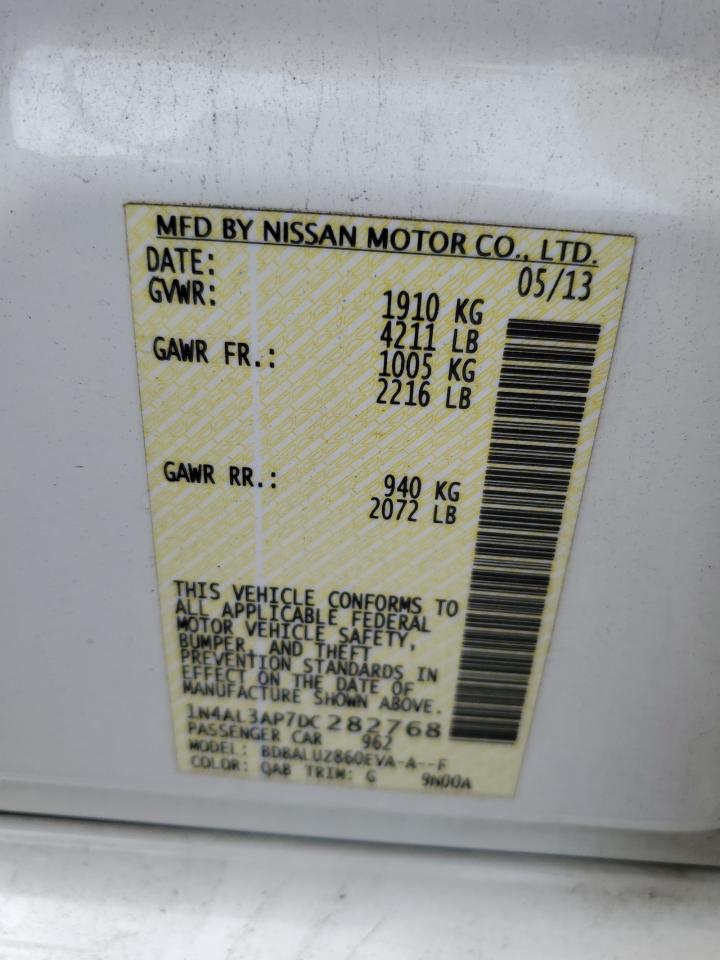 MFD BY NISSAN MOTOR CO., LTD.
DATE: 05/13
GVWR: 1910 KG
4211 LB
GAWR FR.: 1005 KG
2216 LB
GAWR RR.: 940 KG
2072 LB
THIS VEHICLE CONFORMS TO
ALL APPLICABLE FEDERAL
MOTOR VEHICLE SAFETY,
BUMPER, AND THEFT
PREVENTION STANDARDS IN
EFFECT ON THE DATE OF
MANUFACTURE SHOWN ABOVE.
1N4AL3AP7DC282768
PASSENGER CAR 962
MODEL: BDBALUZ860EVA-A--F
COLOR: QAB TRIM: G 9N00A